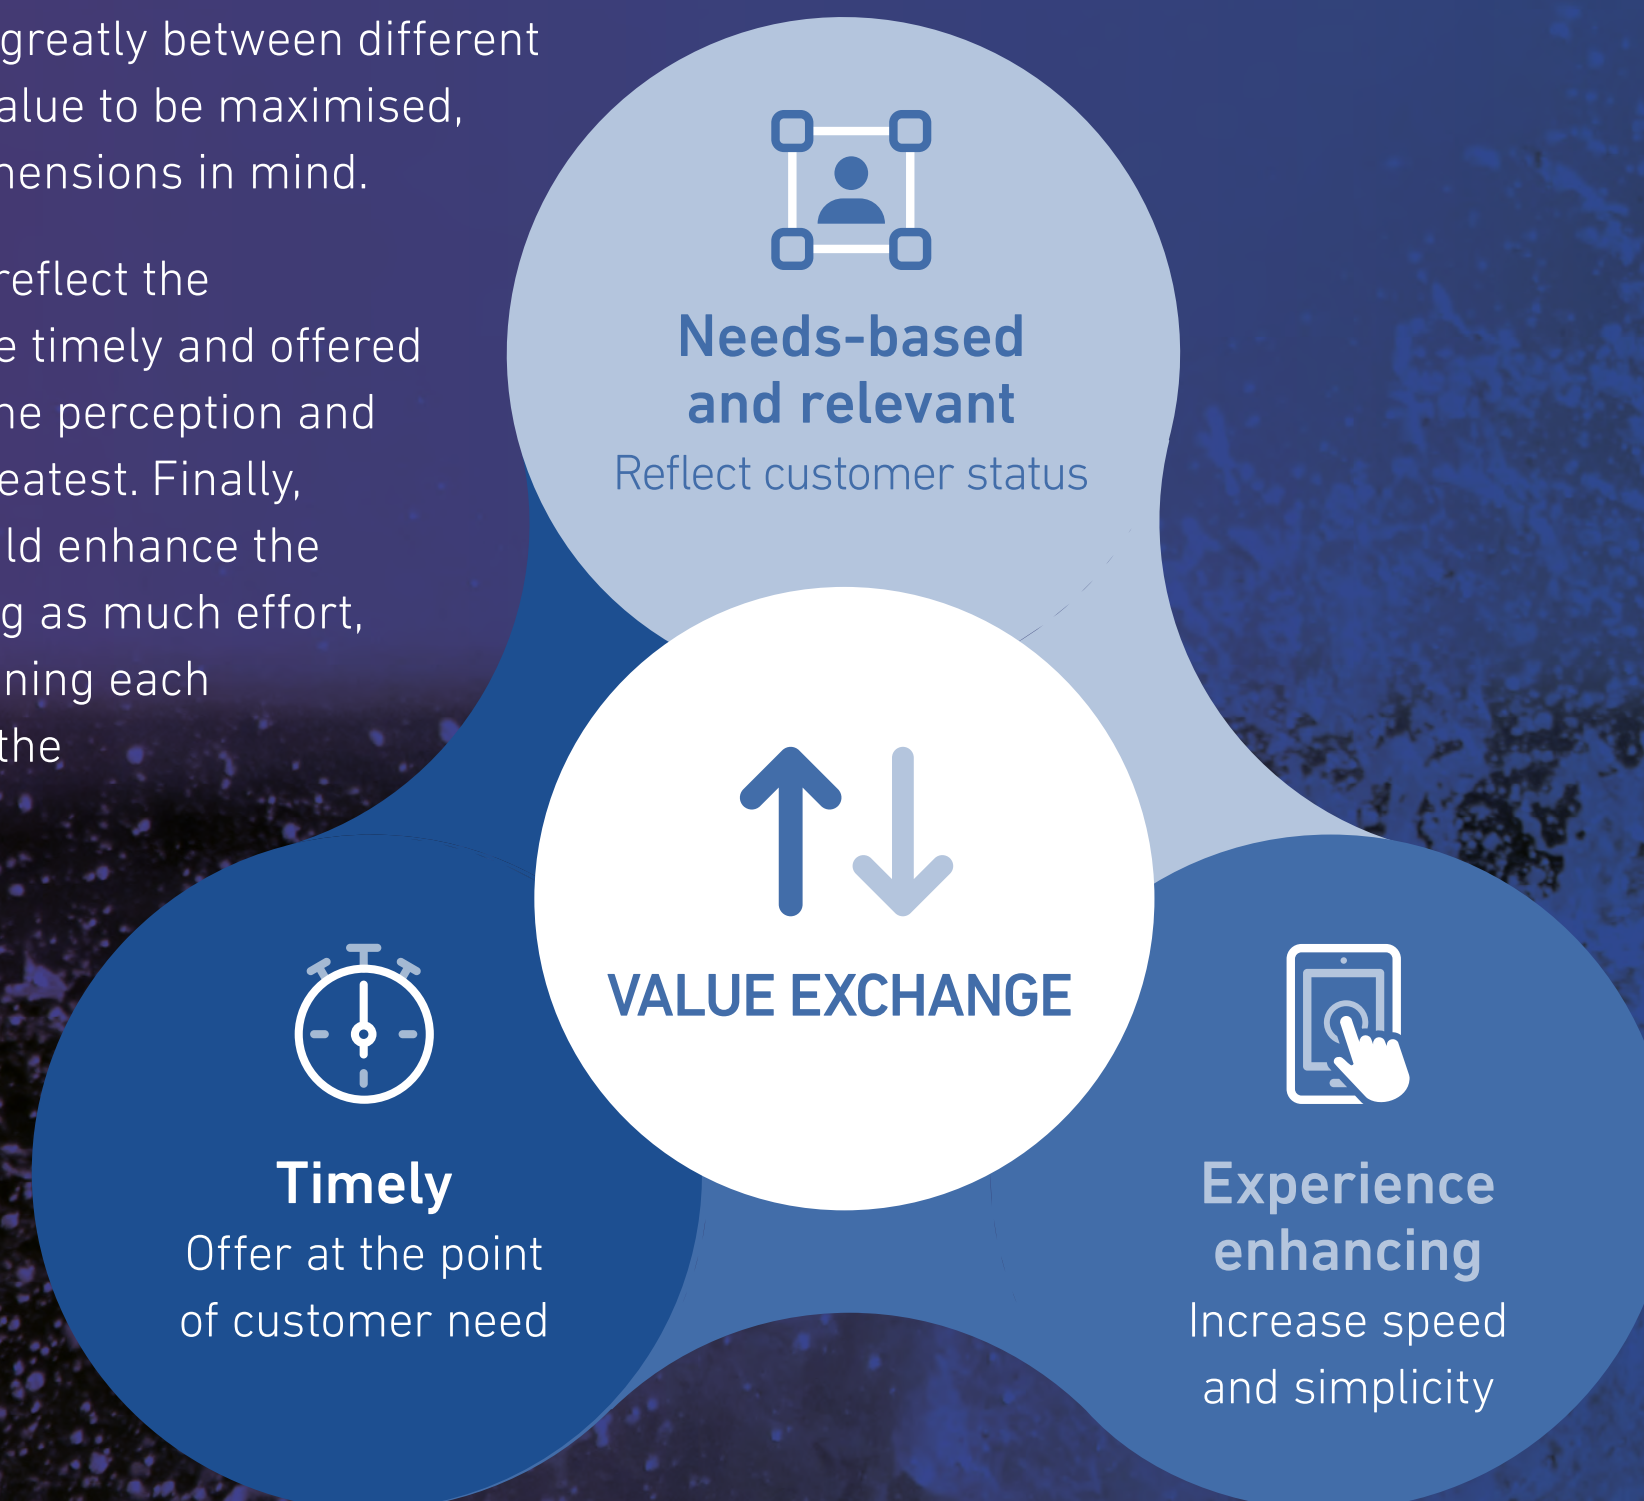 greatly between different
alue to be maximised,
mensions in mind.
reflect the
e timely and offered
he perception and
eatest. Finally,
ld enhance the
g as much effort,
ning each
the
Needs-based
and relevant
Reflect customer status
VALUE EXCHANGE
Timely
Offer at the point
of customer need
Experience
enhancing
Increase speed
and simplicity